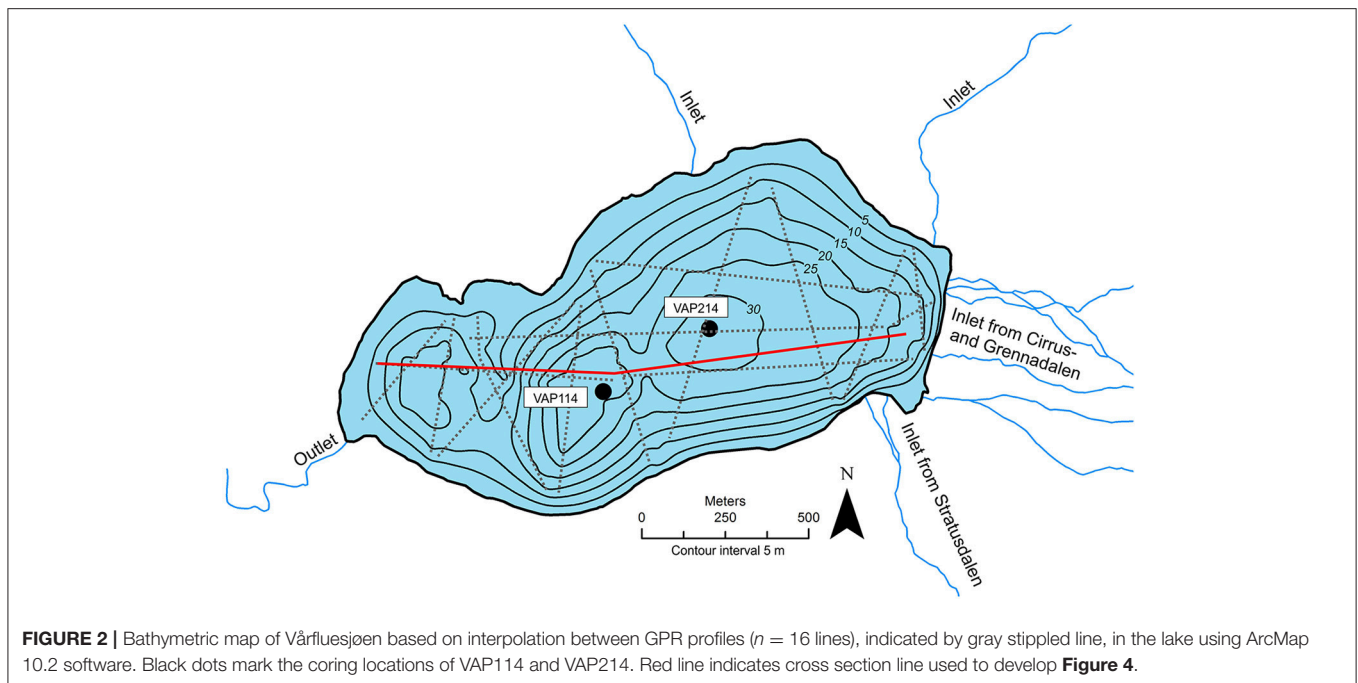 Inlet
Inlet
5
10
15
20
25
30
VAP214
VAP114
Inlet from Cirrus-
and Grennadalen
Outlet
Inlet from Stratusdalen
N
Meters
0 250 500
Contour interval 5 m
FIGURE 2 | Bathymetric map of Vårfluesjøen based on interpolation between GPR profiles (n = 16 lines), indicated by gray stippled line, in the lake using ArcMap
10.2 software. Black dots mark the coring locations of VAP114 and VAP214. Red line indicates cross section line used to develop Figure 4.